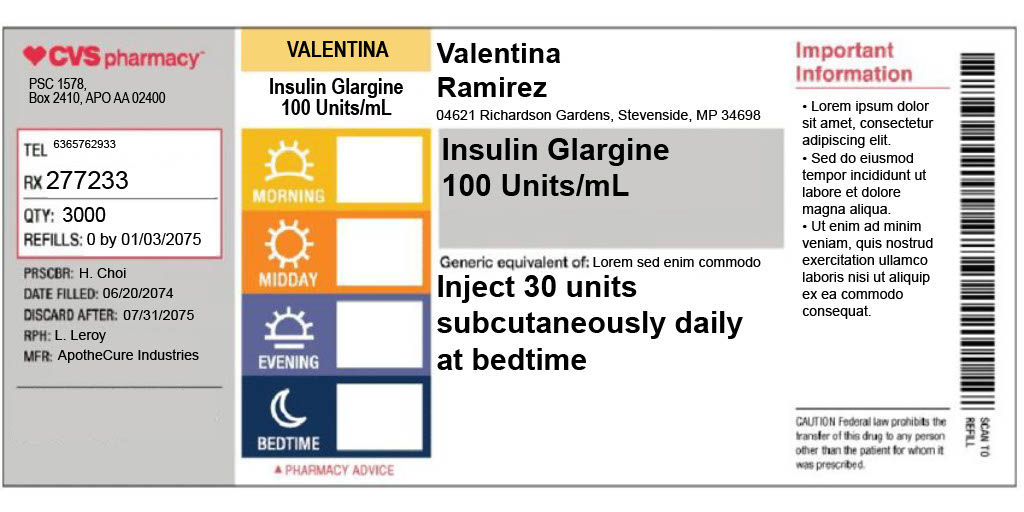 CVS pharmacy
PSC 1578,
Box 2410, APO AA 02400
TEL 6365762933
RX 277233
QTY: 3000
REFILLS: 0 by 01/03/2075
PRSCBR: H. Choi
DATE FILLED: 06/20/2074
DISCARD AFTER: 07/31/2075
RPH: L. Leroy
MFR: ApotheCure Industries
VALENTINA
Insulin Glargine
100 Units/mL
MORNING
MIDDAY
EVENING
BEDTIME
▲ PHARMACY ADVICE
Valentina
Ramirez
04621 Richardson Gardens, Stevenside, MP 34698
Insulin Glargine
100 Units/mL
Generic equivalent of: Lorem sed enim commodo
Inject 30 units
subcutaneously daily
at bedtime
Important
Information
• Lorem ipsum dolor
sit amet, consectetur
adipiscing elit.
• Sed do eiusmod
tempor incididunt ut
labore et dolore
magna aliqua.
• Ut enim ad minim
veniam, quis nostrud
exercitation ullamco
laboris nisi ut aliquip
ex ea commodo
consequat.
CAUTION Federal law prohibits the
transfer of this drug to any person
other than the patient for whom it
was prescribed.
SCAN TO
REFILL